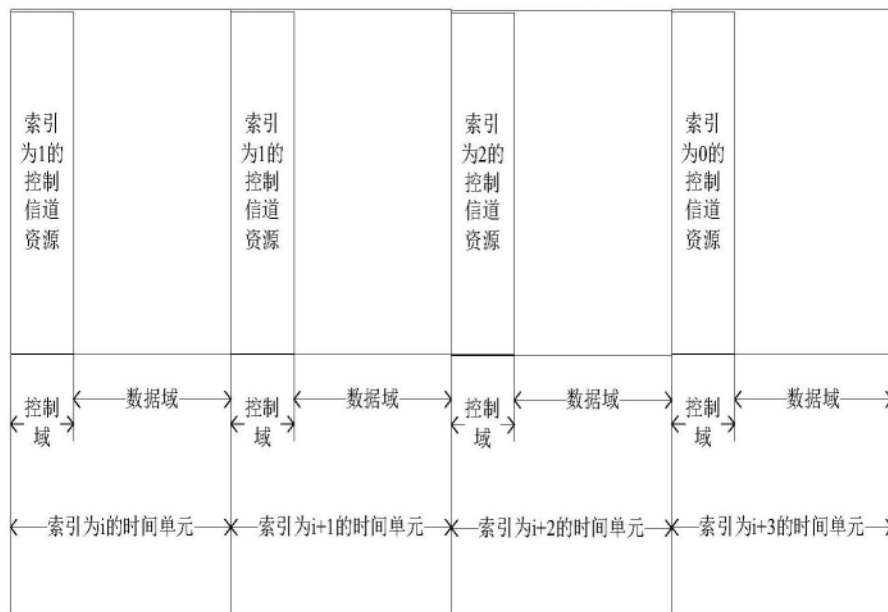 索引
为1的
控制
信道
资源
索引
为1的
控制
信道
资源
索引
为2的
控制
信道
资源
索引
为0的
控制
信道
资源
控制
域
数据域
控制
域
数据域
控制
域
数据域
控制
域
数据域
索引为i的时间单元
索引为i+1的时间单元
索引为i+2的时间单元
索引为i+3的时间单元